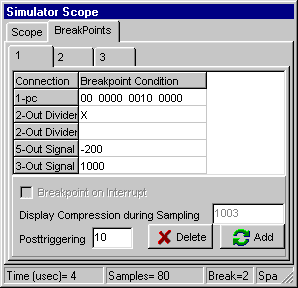 Simulator Scope
Scope BreakPoints
1 2 3
Connection Breakpoint Condition
1-pc 00 0000 0010 0000
2-Out Divider X
2-Out Divider
5-Out Signal -200
3-Out Signal 1000
Breakpoint on Interrupt
Display Compression during Sampling 1003
Posttriggering 10 Delete Add
Time (usec)= 4 Samples= 80 Break=2 Spa